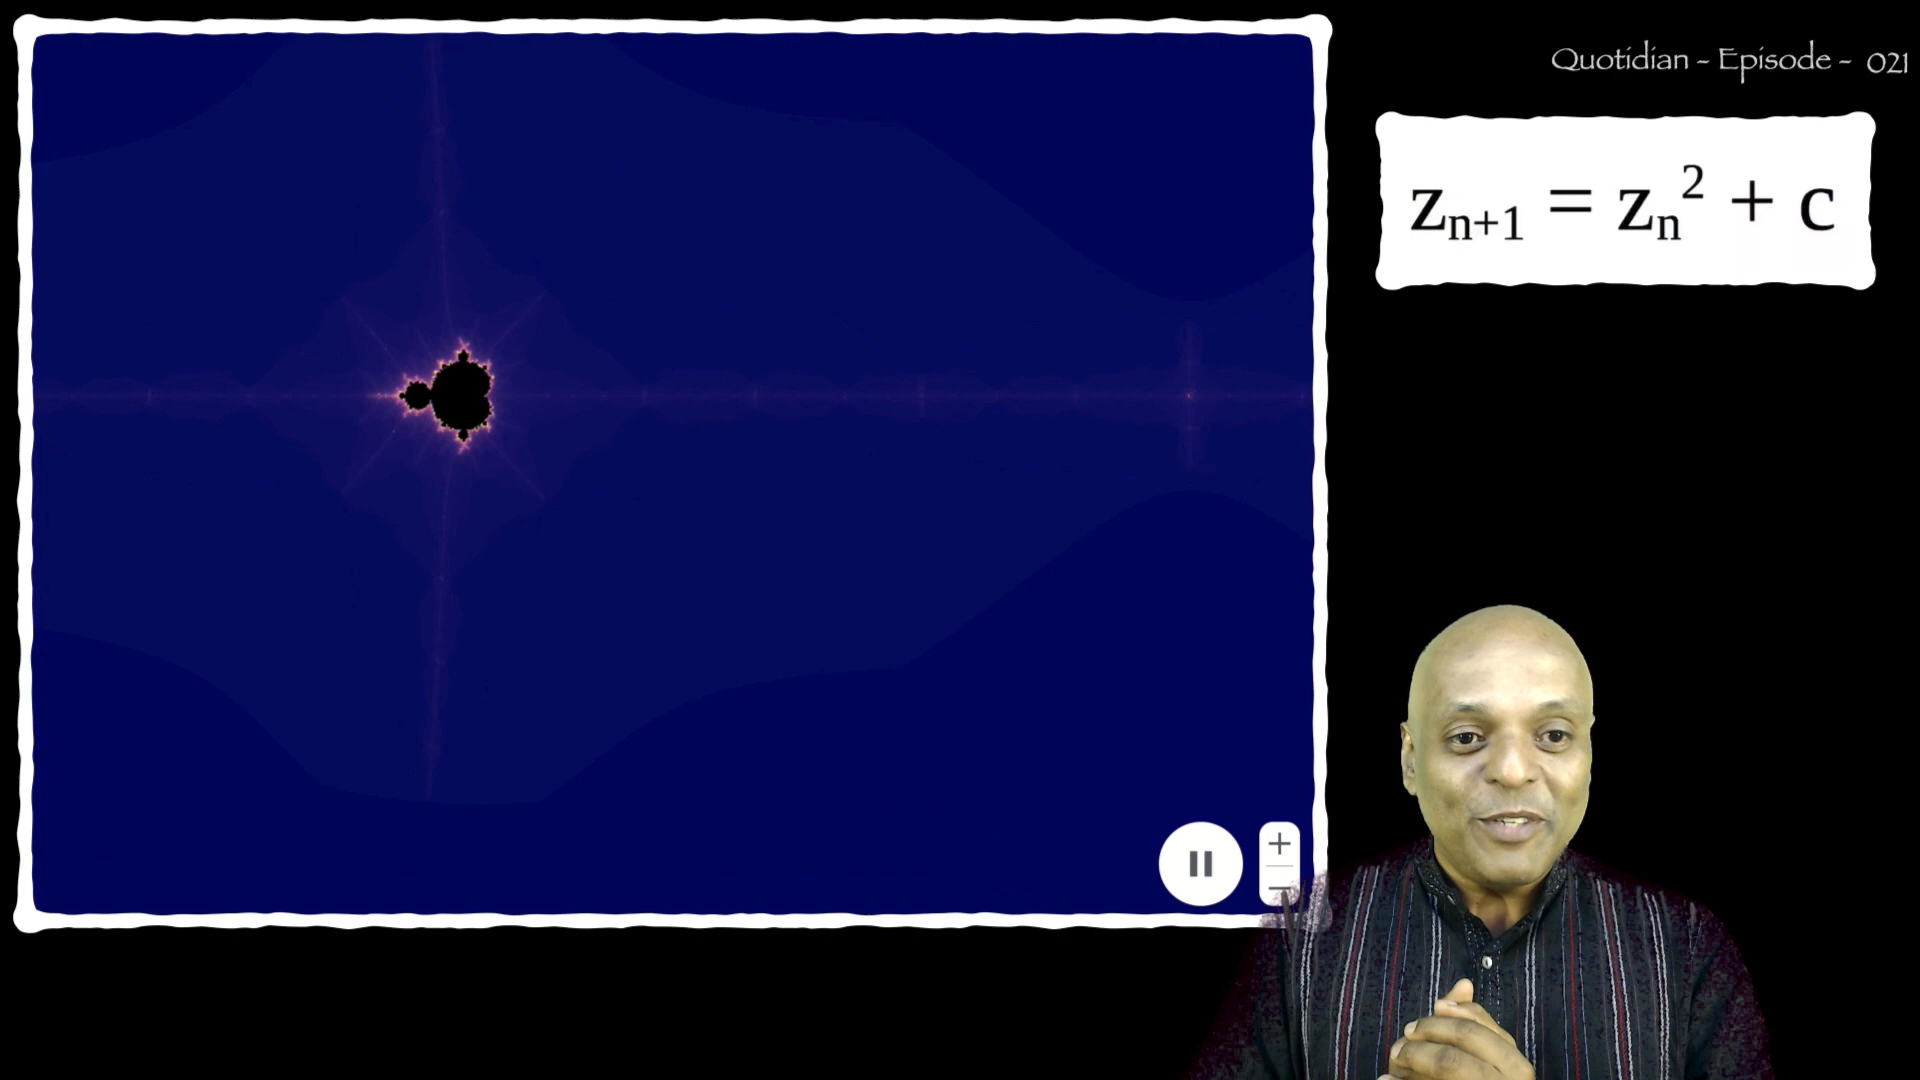 Quotidian - Episode - 021
zₙ₊₁ = zₙ² + c
+
−